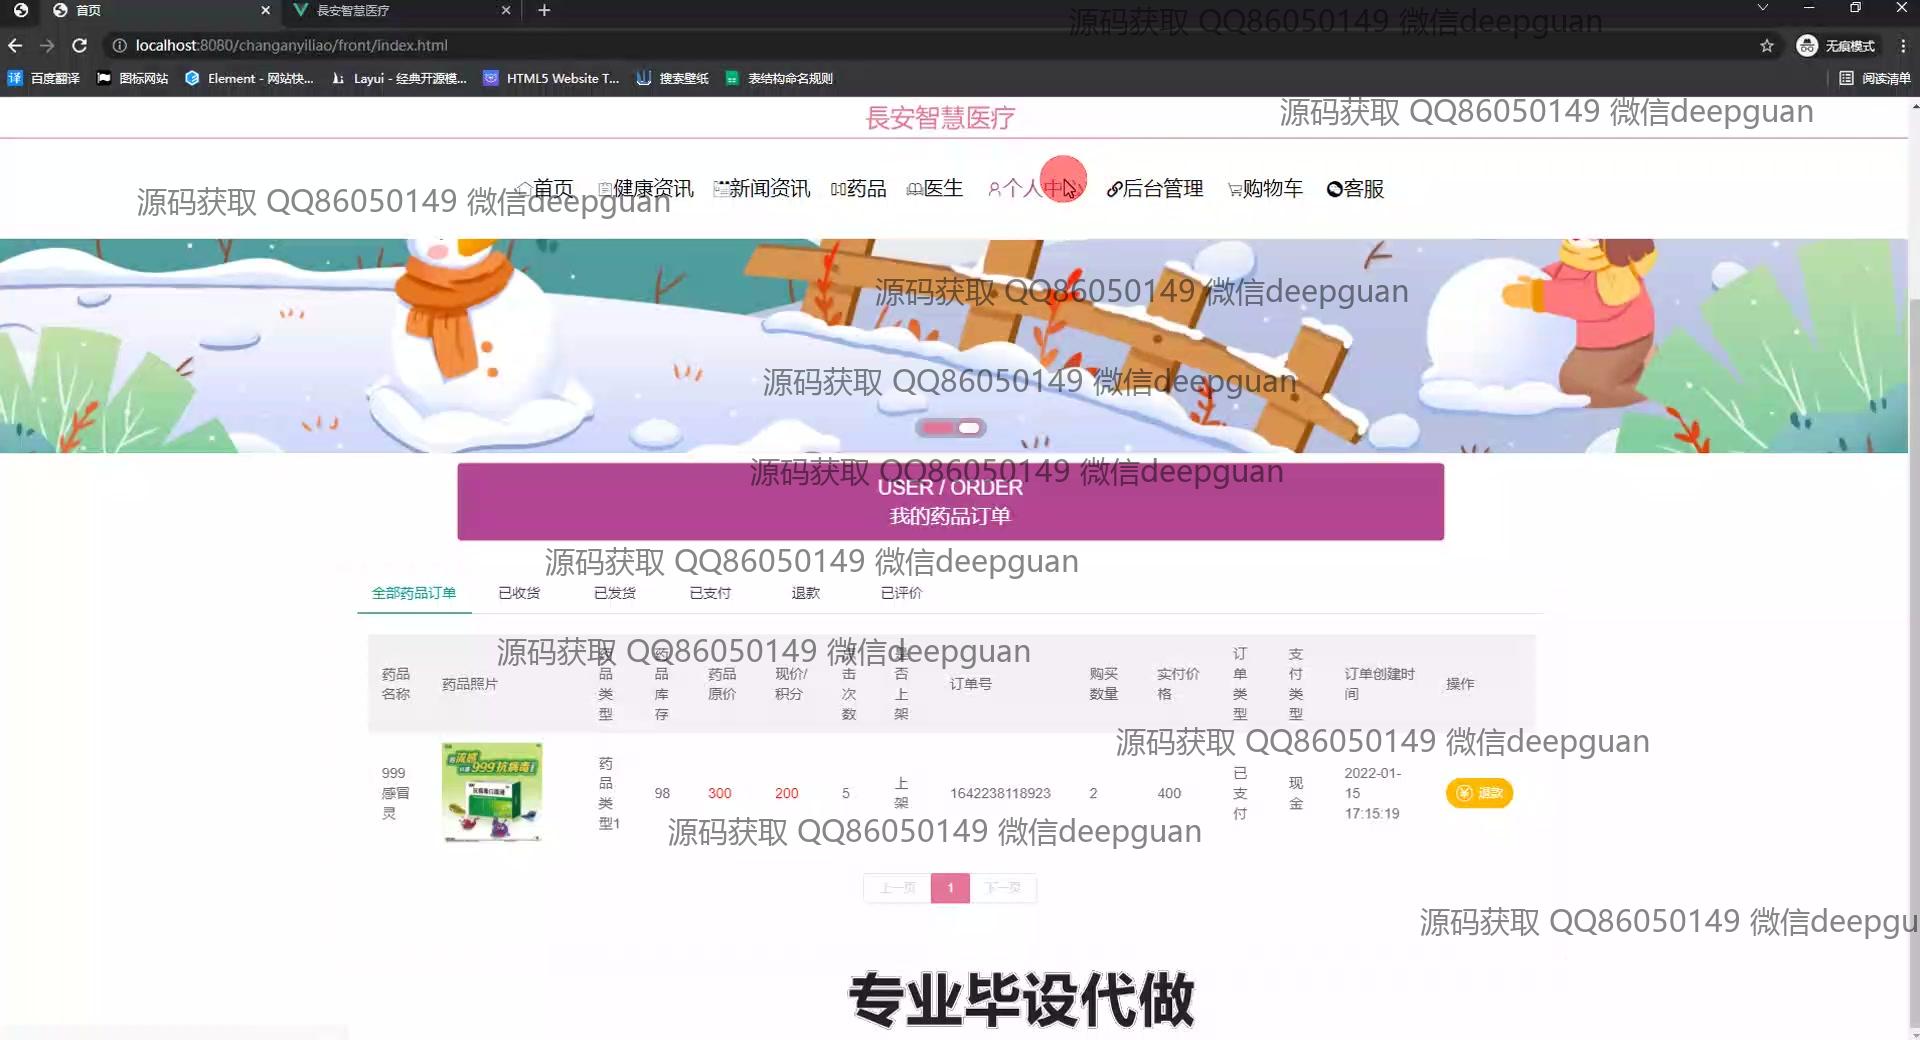 首页
長安智慧医疗
源码获取 QQ86050149 微信deepguan
localhost:8080/changanyiliao/front/index.html
无痕模式
百度翻译
图标网站
Element - 网站快...
Layui - 经典开源模...
HTML5 Website T...
搜索壁纸
表结构命名规则
阅读清单
長安智慧医疗
源码获取 QQ86050149 微信deepguan
首页 健康资讯 新闻资讯 药品 医生 个人中心 后台管理 购物车 客服
源码获取 QQ86050149 微信deepguan
源码获取 QQ86050149 微信deepguan
源码获取 QQ86050149 微信deepguan
源码获取 QQ86050149 微信deepguan
USER / ORDER
我的药品订单
源码获取 QQ86050149 微信deepguan
全部药品订单 已收货 已发货 已支付 退款 已评价
源码获取 QQ86050149 微信deepguan
药品名称 药品照片 药品类型 药品库存 药品原价 现价/积分 点击次数 是否上架 订单号 购买数量 实付价格 订单类型 支付类型 订单创建时间 操作
源码获取 QQ86050149 微信deepguan
999感冒灵 999抗病毒 药品类型1 98 300 200 5 上架 1642238118923 2 400 已支付 现金 2022-01-15 17:15:19 退款
源码获取 QQ86050149 微信deepguan
上一页 1 下一页
源码获取 QQ86050149 微信deepgu
专业毕设代做